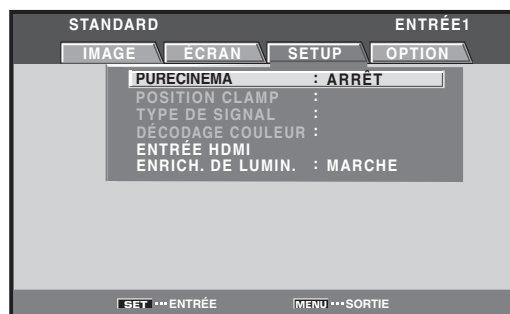 STANDARD ENTRÉE1
IMAGE ÉCRAN SETUP OPTION
PURECINEMA : ARRÊT
POSITION CLAMP :
TYPE DE SIGNAL :
DÉCODAGE COULEUR :
ENTRÉE HDMI
ENRICH. DE LUMIN. : MARCHE
SET ··· ENTRÉE MENU ··· SORTIE